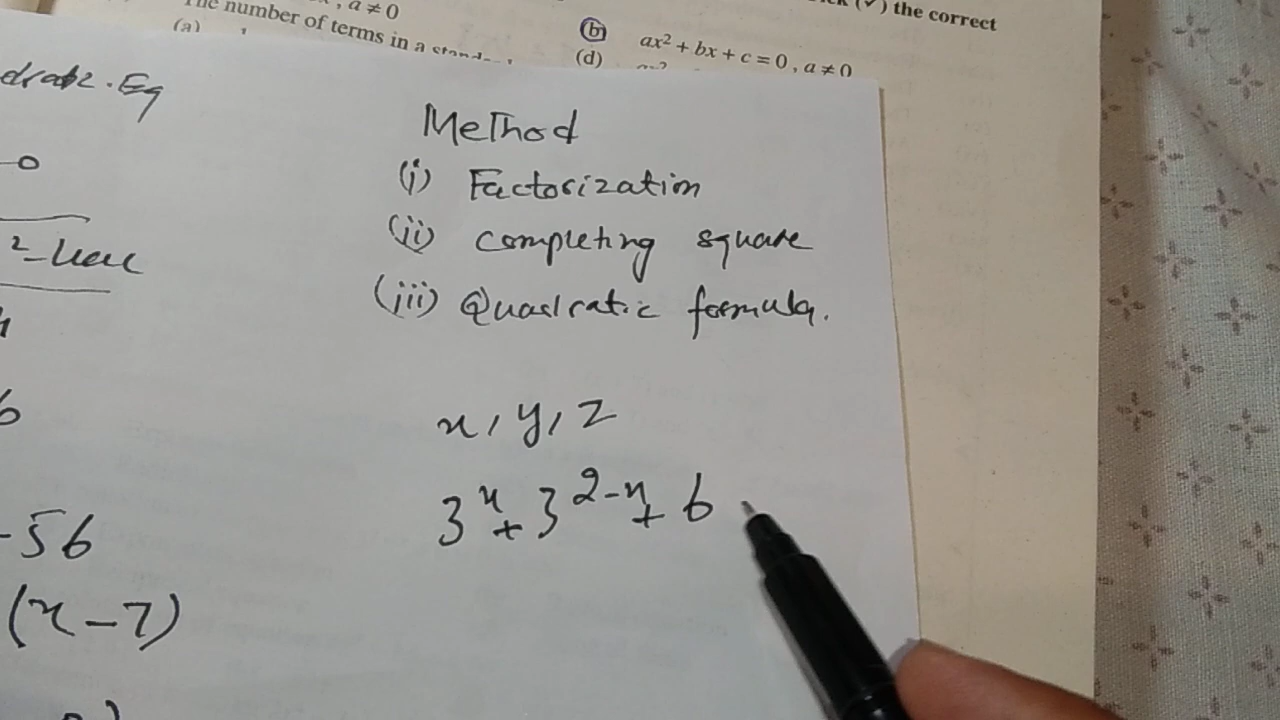 , a ≠ 0
(✓) the correct
The number of terms in a
(b) ax² + bx + c = 0 , a ≠ 0
(a)
(d)
. Eq
Method
(i) Factorization
(ii) completing square
(iii) Quadratic formula.
x, y, z
3^x + 3^{2-x} + 6
-56
(x - 7)